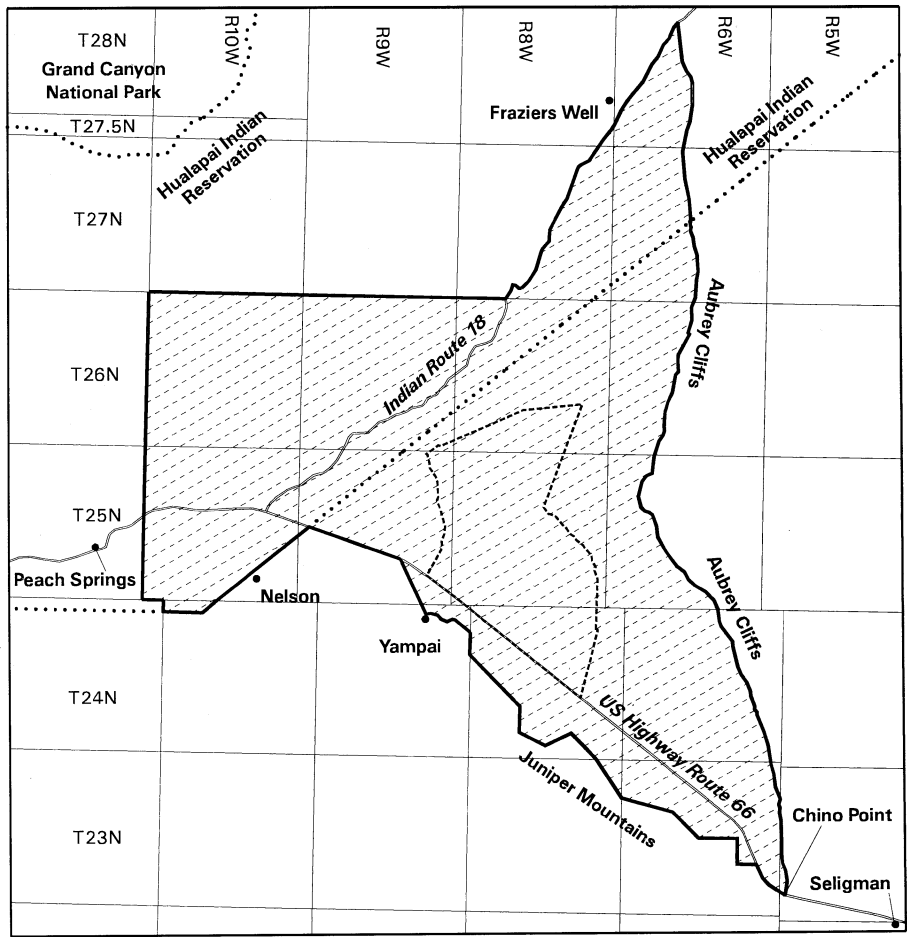 T28N
R10W
R9W
R8W
R6W
R5W
Grand Canyon
National Park
Fraziers Well
T27.5N
Hualapai Indian
Reservation
Hualapai Indian
Reservation
T27N
Aubrey Cliffs
Indian Route 18
T26N
T25N
Peach Springs
Nelson
Aubrey Cliffs
Yampai
T24N
US Highway Route 66
Juniper Mountains
Chino Point
T23N
Seligman